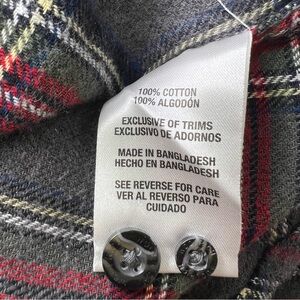 100% COTTON
100% ALGODÓN
EXCLUSIVE OF TRIMS
EXCLUSIVO DE ADORNOS
MADE IN BANGLADESH
HECHO EN BANGLADESH
SEE REVERSE FOR CARE
VER AL REVERSO PARA
CUIDADO